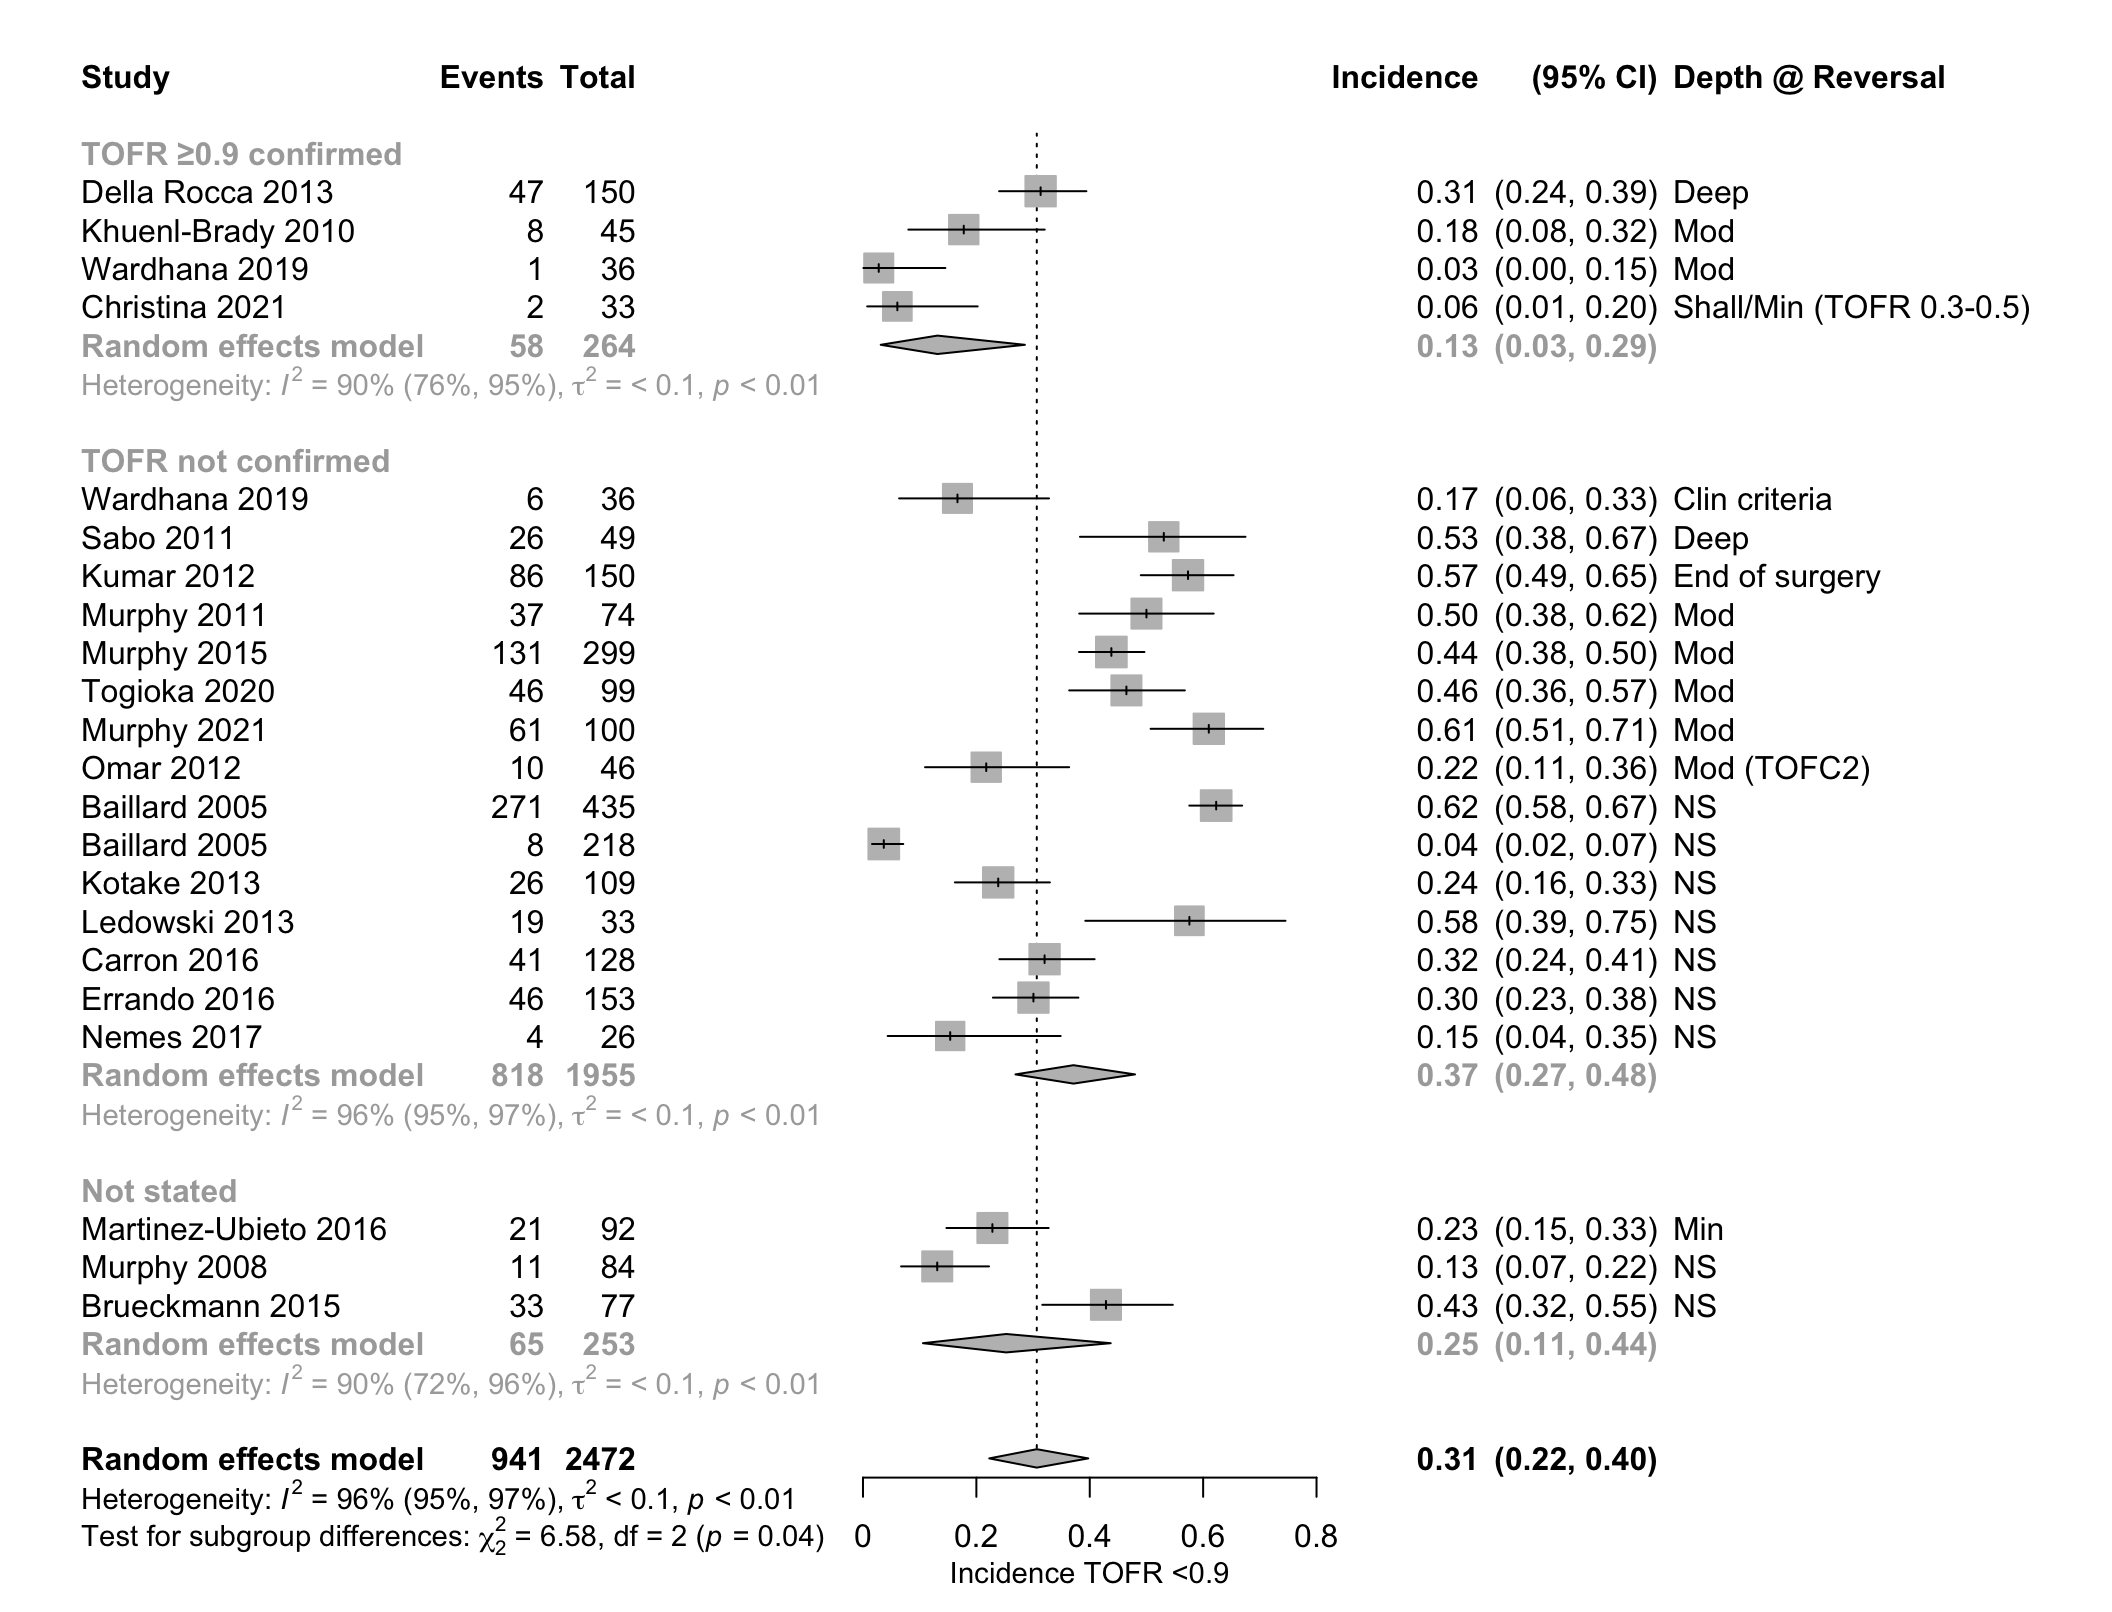 Study Events Total Incidence (95% CI) Depth @ Reversal
TOFR ≥0.9 confirmed
Della Rocca 2013 47 150 0.31 (0.24, 0.39) Deep
Khuenl-Brady 2010 8 45 0.18 (0.08, 0.32) Mod
Wardhana 2019 1 36 0.03 (0.00, 0.15) Mod
Christina 2021 2 33 0.06 (0.01, 0.20) Shall/Min (TOFR 0.3-0.5)
Random effects model 58 264 0.13 (0.03, 0.29)
Heterogeneity: I² = 90% (76%, 95%), τ² = < 0.1, p < 0.01
TOFR not confirmed
Wardhana 2019 6 36 0.17 (0.06, 0.33) Clin criteria
Sabo 2011 26 49 0.53 (0.38, 0.67) Deep
Kumar 2012 86 150 0.57 (0.49, 0.65) End of surgery
Murphy 2011 37 74 0.50 (0.38, 0.62) Mod
Murphy 2015 131 299 0.44 (0.38, 0.50) Mod
Togioka 2020 46 99 0.46 (0.36, 0.57) Mod
Murphy 2021 61 100 0.61 (0.51, 0.71) Mod
Omar 2012 10 46 0.22 (0.11, 0.36) Mod (TOFC2)
Baillard 2005 271 435 0.62 (0.58, 0.67) NS
Baillard 2005 8 218 0.04 (0.02, 0.07) NS
Kotake 2013 26 109 0.24 (0.16, 0.33) NS
Ledowski 2013 19 33 0.58 (0.39, 0.75) NS
Carron 2016 41 128 0.32 (0.24, 0.41) NS
Errando 2016 46 153 0.30 (0.23, 0.38) NS
Nemes 2017 4 26 0.15 (0.04, 0.35) NS
Random effects model 818 1955 0.37 (0.27, 0.48)
Heterogeneity: I² = 96% (95%, 97%), τ² = < 0.1, p < 0.01
Not stated
Martinez-Ubieto 2016 21 92 0.23 (0.15, 0.33) Min
Murphy 2008 11 84 0.13 (0.07, 0.22) NS
Brueckmann 2015 33 77 0.43 (0.32, 0.55) NS
Random effects model 65 253 0.25 (0.11, 0.44)
Heterogeneity: I² = 90% (72%, 96%), τ² = < 0.1, p < 0.01
Random effects model 941 2472 0.31 (0.22, 0.40)
Heterogeneity: I² = 96% (95%, 97%), τ² < 0.1, p < 0.01
Test for subgroup differences: χ²₂ = 6.58, df = 2 (p = 0.04)
0 0.2 0.4 0.6 0.8
Incidence TOFR <0.9